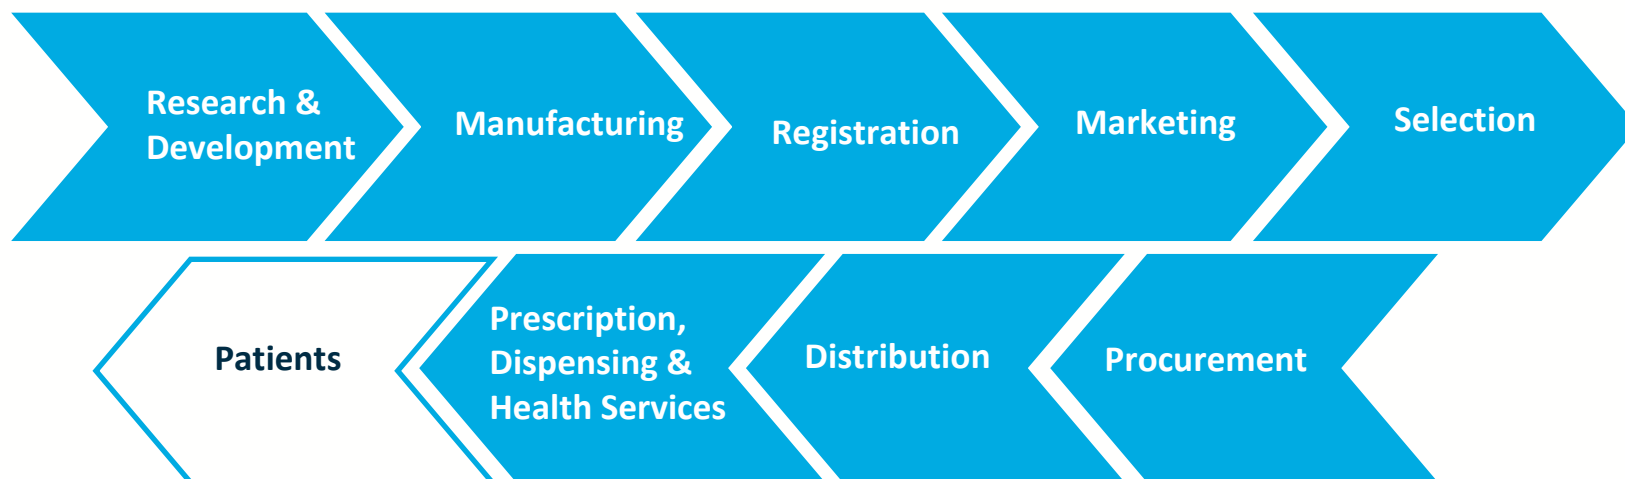 Research &
Development
Manufacturing
Registration
Marketing
Selection
Patients
Prescription,
Dispensing &
Health Services
Distribution
Procurement